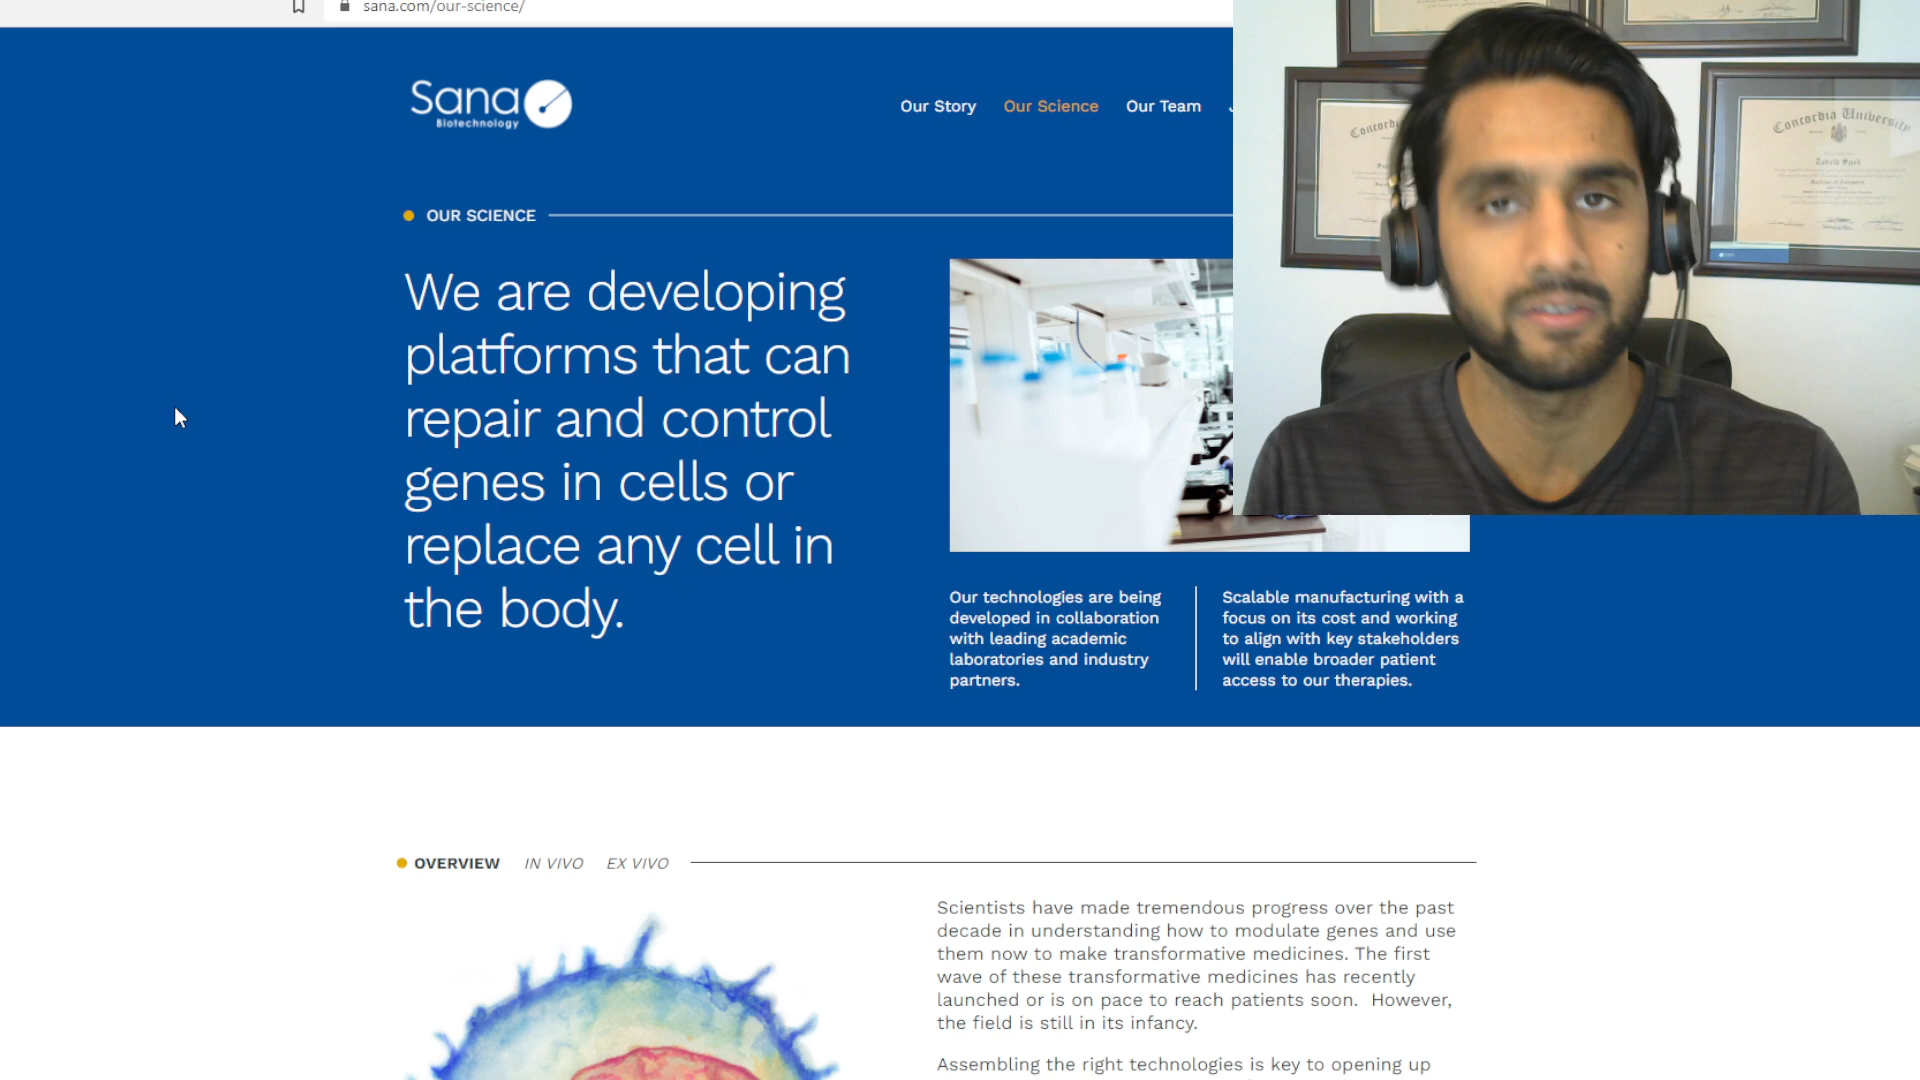 sana.com/our-science/
Sana
Biotechnology
Our Story Our Science Our Team
OUR SCIENCE
We are developing
platforms that can
repair and control
genes in cells or
replace any cell in
the body.
Our technologies are being
developed in collaboration
with leading academic
laboratories and industry
partners.
Scalable manufacturing with a
focus on its cost and working
to align with key stakeholders
will enable broader patient
access to our therapies.
Concordia University
OVERVIEW IN VIVO EX VIVO
Scientists have made tremendous progress over the past
decade in understanding how to modulate genes and use
them now to make transformative medicines. The first
wave of these transformative medicines has recently
launched or is on pace to reach patients soon. However,
the field is still in its infancy.
Assembling the right technologies is key to opening up